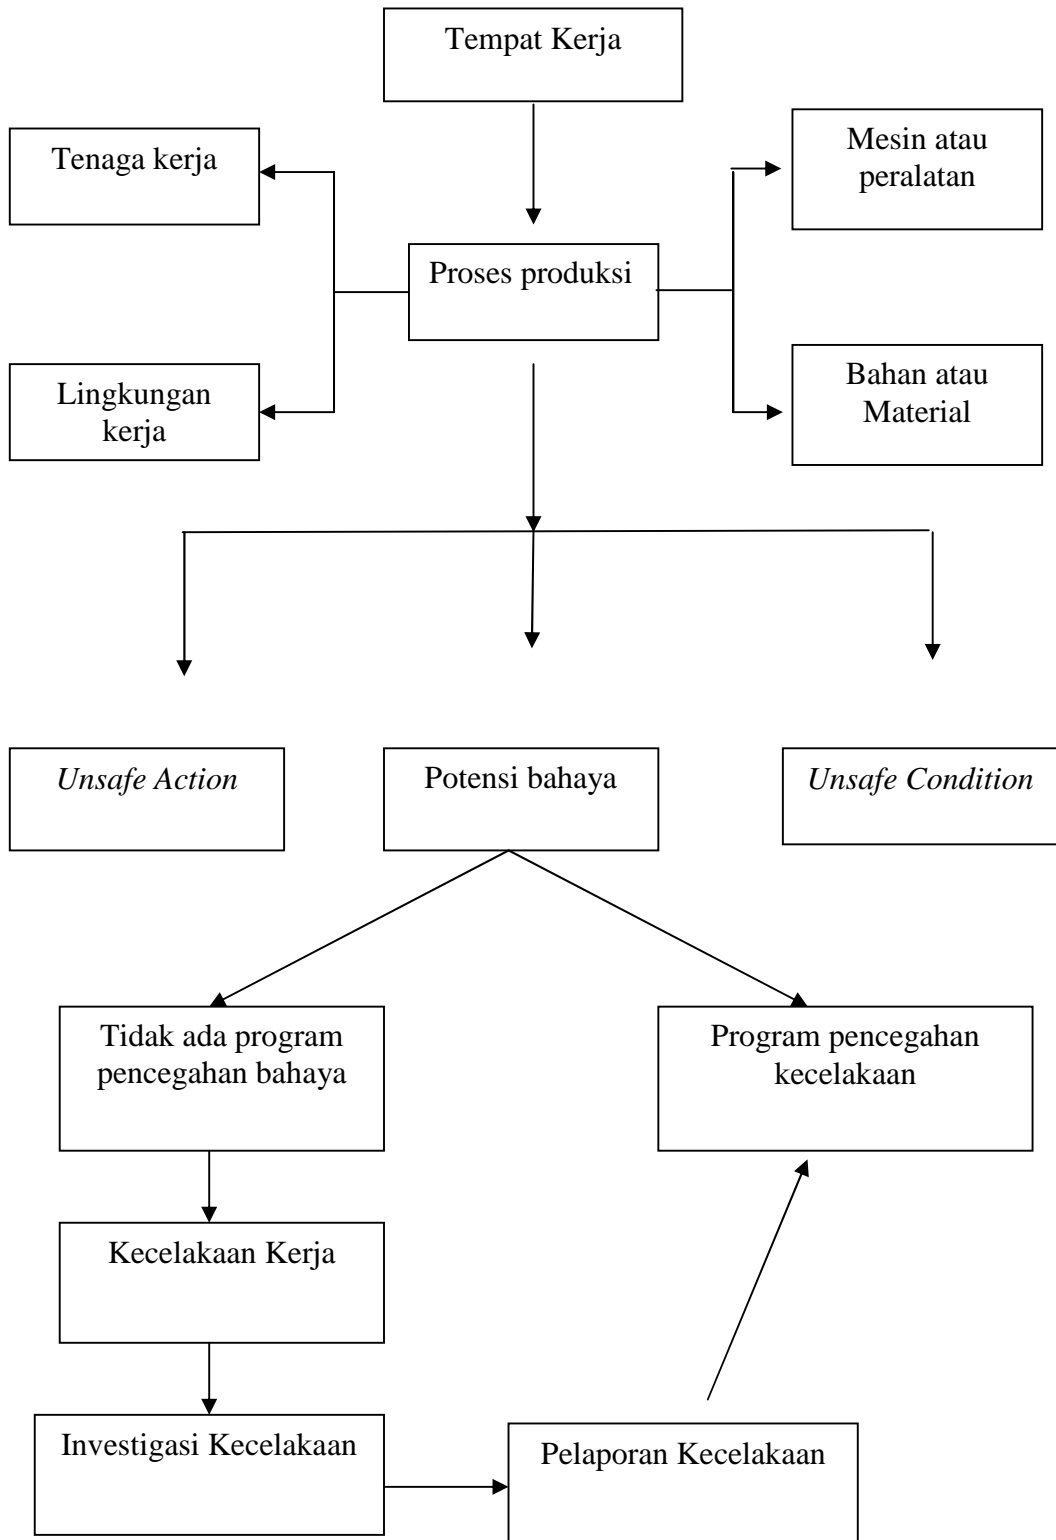 Tempat Kerja
Tenaga kerja
Mesin atau
peralatan
Proses produksi
Lingkungan
kerja
Bahan atau
Material
Unsafe Action
Potensi bahaya
Unsafe Condition
Tidak ada program
pencegahan bahaya
Program pencegahan
kecelakaan
Kecelakaan Kerja
Investigasi Kecelakaan
Pelaporan Kecelakaan